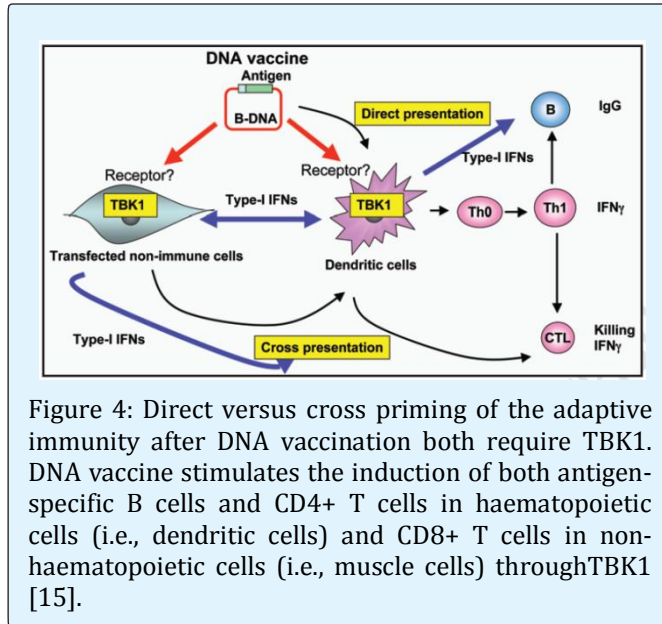 DNA vaccine
Antigen
B-DNA
Direct presentation
B
IgG
Receptor?
Receptor?
Type-I IFNs
TBK1
Type-I IFNs
TBK1
Th0
Th1
IFNγ
Transfected non-immune cells
Dendritic cells
Type-I IFNs
Cross presentation
CTL
Killing
IFNγ
Figure 4: Direct versus cross priming of the adaptive
immunity after DNA vaccination both require TBK1.
DNA vaccine stimulates the induction of both antigen-
specific B cells and CD4+ T cells in haematopoietic
cells (i.e., dendritic cells) and CD8+ T cells in non-
haematopoietic cells (i.e., muscle cells) throughTBK1
[15].